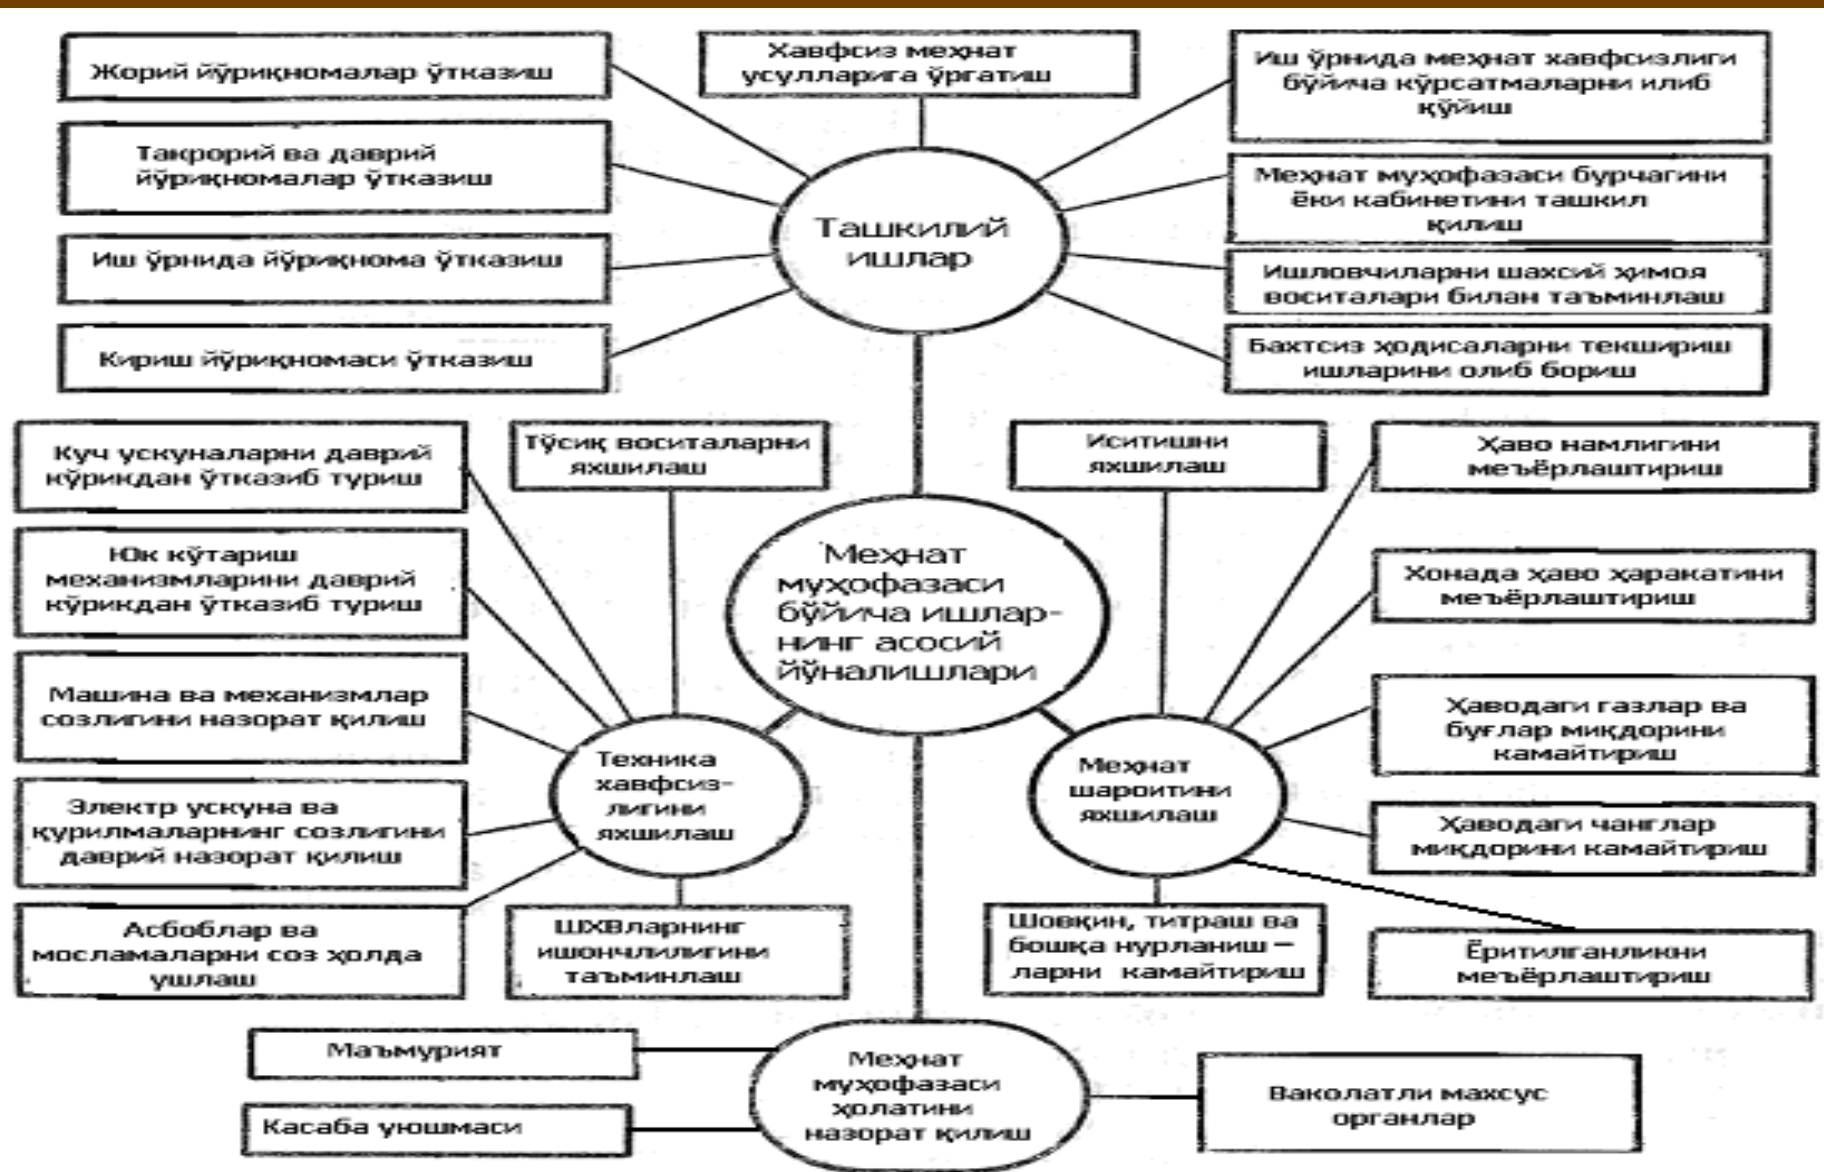 Жорий йўриқномалар ўтказиш
Хавфсиз меҳнат
усулларига ўргатиш
Иш ўрнида меҳнат хавфсизлиги
бўйича кўрсатмаларни илиб
қўйиш
Такрорий ва даврий
йўриқномалар ўтказиш
Меҳнат муҳофазаси бурчагини
ёки кабинетини ташкил
қилиш
Ташкилий
ишлар
Иш ўрнида йўриқнома ўтказиш
Ишловчиларни шахсий ҳимоя
воситалари билан таъминлаш
Кириш йўриқномаси ўтказиш
Бахтсиз ҳодисаларни текшириш
ишларини олиб бориш
Куч ускуналарни даврий
кўрикдан ўтказиб туриш
Тўсиқ воситаларни
яхшилаш
Иситишни
яхшилаш
Ҳаво намлигини
меъёрлаштириш
Юк кўтариш
механизмларини даврий
кўрикдан ўтказиб туриш
Меҳнат
муҳофазаси
бўйича ишлар-
нинг асосий
йўналишлари
Хонада ҳаво ҳаракатини
меъёрлаштириш
Машина ва механизмлар
созлигини назорат қилиш
Ҳаводаги газлар ва
буғлар миқдорини
камайтириш
Техника
хавфсиз-
лигини
яхшилаш
Меҳнат
шароитини
яхшилаш
Электр ускуна ва
қурилмаларнинг созлигини
даврий назорат қилиш
Ҳаводаги чанглар
миқдорини камайтириш
Асбоблар ва
мосламаларни соз ҳолда
ушлаш
ШХВларнинг
ишончлилигини
таъминлаш
Шовқин, титраш ва
бошқа нурланиш –
ларни камайтириш
Ёритилганликни
меъёрлаштириш
Маъмурият
Касаба уюшмаси
Меҳнат
муҳофазаси
ҳолатини
назорат қилиш
Ваколатли махсус
органлар